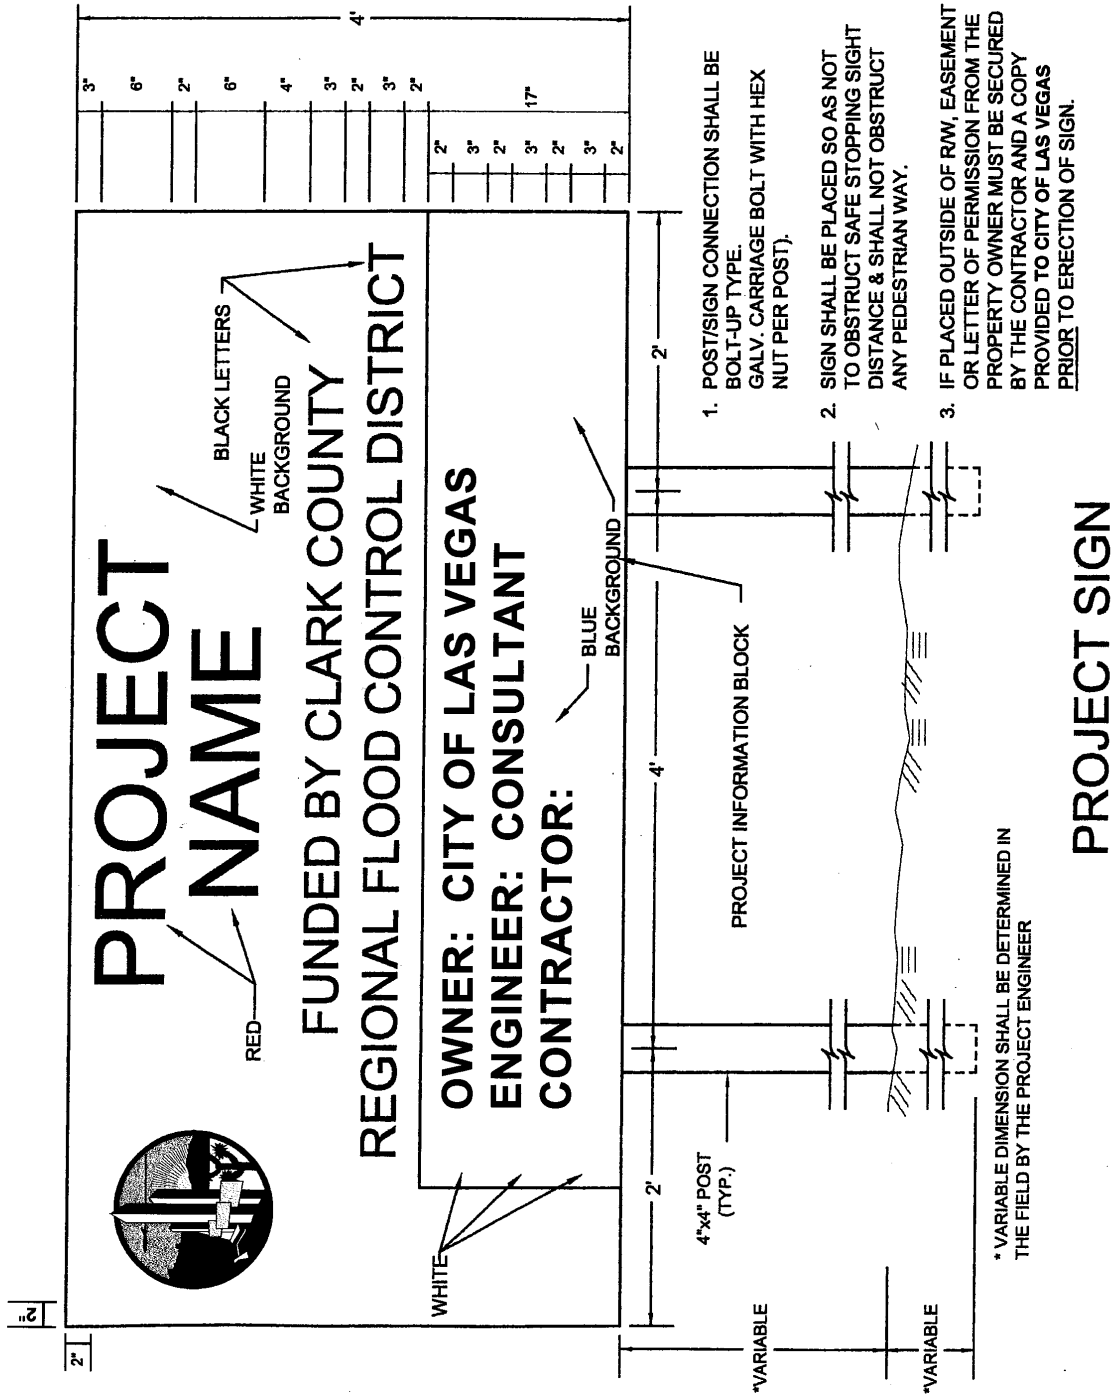 2"
2"
PROJECT
NAME
RED
BLACK LETTERS
WHITE
BACKGROUND
FUNDED BY CLARK COUNTY
REGIONAL FLOOD CONTROL DISTRICT
OWNER: CITY OF LAS VEGAS
ENGINEER: CONSULTANT
CONTRACTOR:
WHITE
BLUE
BACKGROUND
3"
6"
2"
6"
4"
3"
2"
3"
2"
17"
4'
2"
3"
2"
3"
2"
3"
2"
2'
4'
2'
4"x4" POST
(TYP.)
PROJECT INFORMATION BLOCK
*VARIABLE
*VARIABLE
* VARIABLE DIMENSION SHALL BE DETERMINED IN
THE FIELD BY THE PROJECT ENGINEER
1. POST/SIGN CONNECTION SHALL BE
BOLT-UP TYPE.
GALV. CARRIAGE BOLT WITH HEX
NUT PER POST).
2. SIGN SHALL BE PLACED SO AS NOT
TO OBSTRUCT SAFE STOPPING SIGHT
DISTANCE & SHALL NOT OBSTRUCT
ANY PEDESTRIAN WAY.
3. IF PLACED OUTSIDE OF R/W, EASEMENT
OR LETTER OF PERMISSION FROM THE
PROPERTY OWNER MUST BE SECURED
BY THE CONTRACTOR AND A COPY
PROVIDED TO CITY OF LAS VEGAS
PRIOR TO ERECTION OF SIGN.
PROJECT SIGN